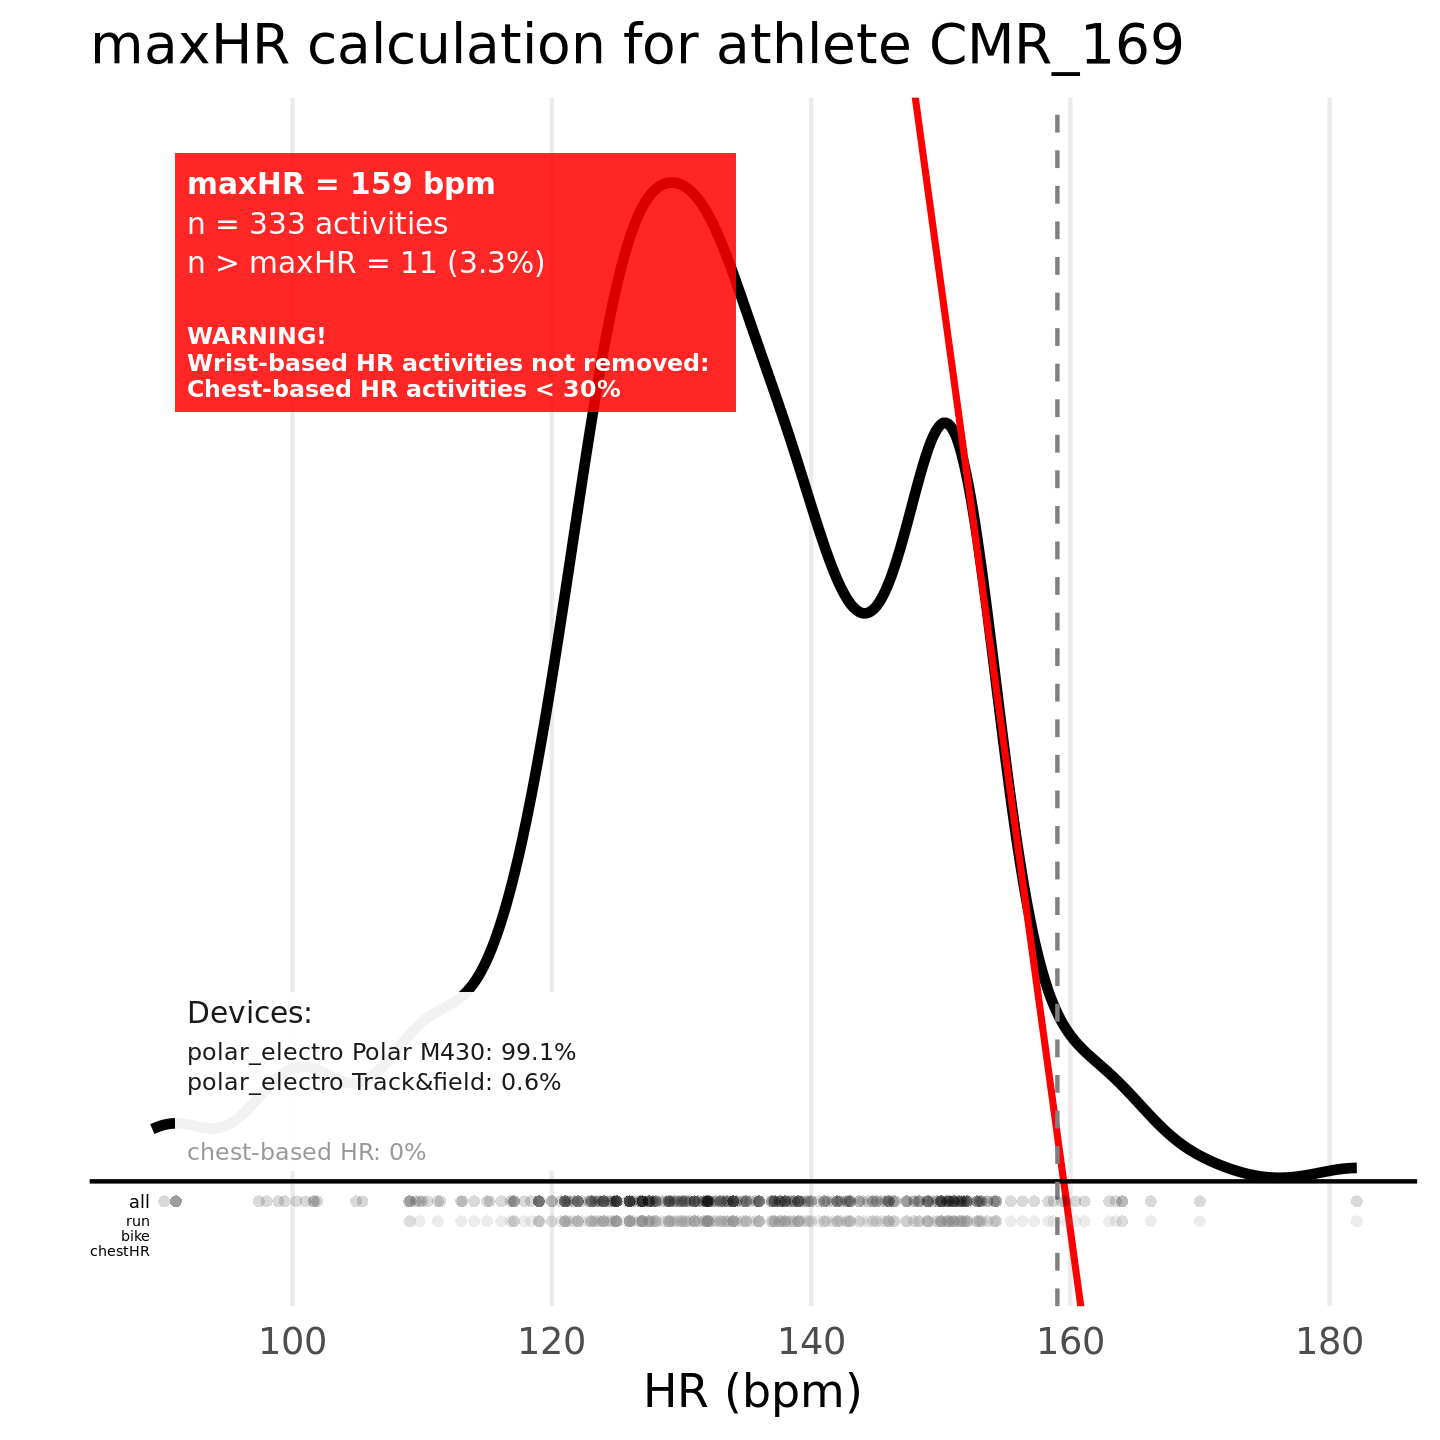 maxHR calculation for athlete CMR_169
maxHR = 159 bpm
n = 333 activities
n > maxHR = 11 (3.3%)
WARNING!
Wrist-based HR activities not removed:
Chest-based HR activities < 30%
Devices:
polar_electro Polar M430: 99.1%
polar_electro Track&field: 0.6%
chest-based HR: 0%
all
run
bike
chestHR
100 120 140 160 180
HR (bpm)